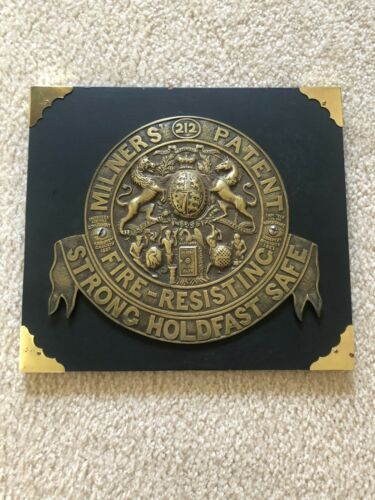 MILNERS' 212 PATENT
FIRE-RESISTING
STRONG HOLDFAST SAFE